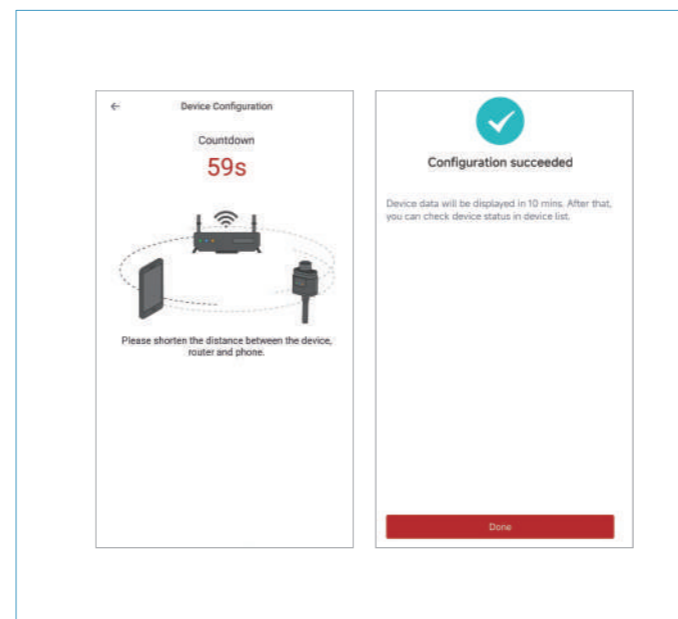 ←
Device Configuration
Countdown
59s
Please shorten the distance between the device,
router and phone.
Configuration succeeded
Device data will be displayed in 10 mins. After that,
you can check device status in device list.
Done